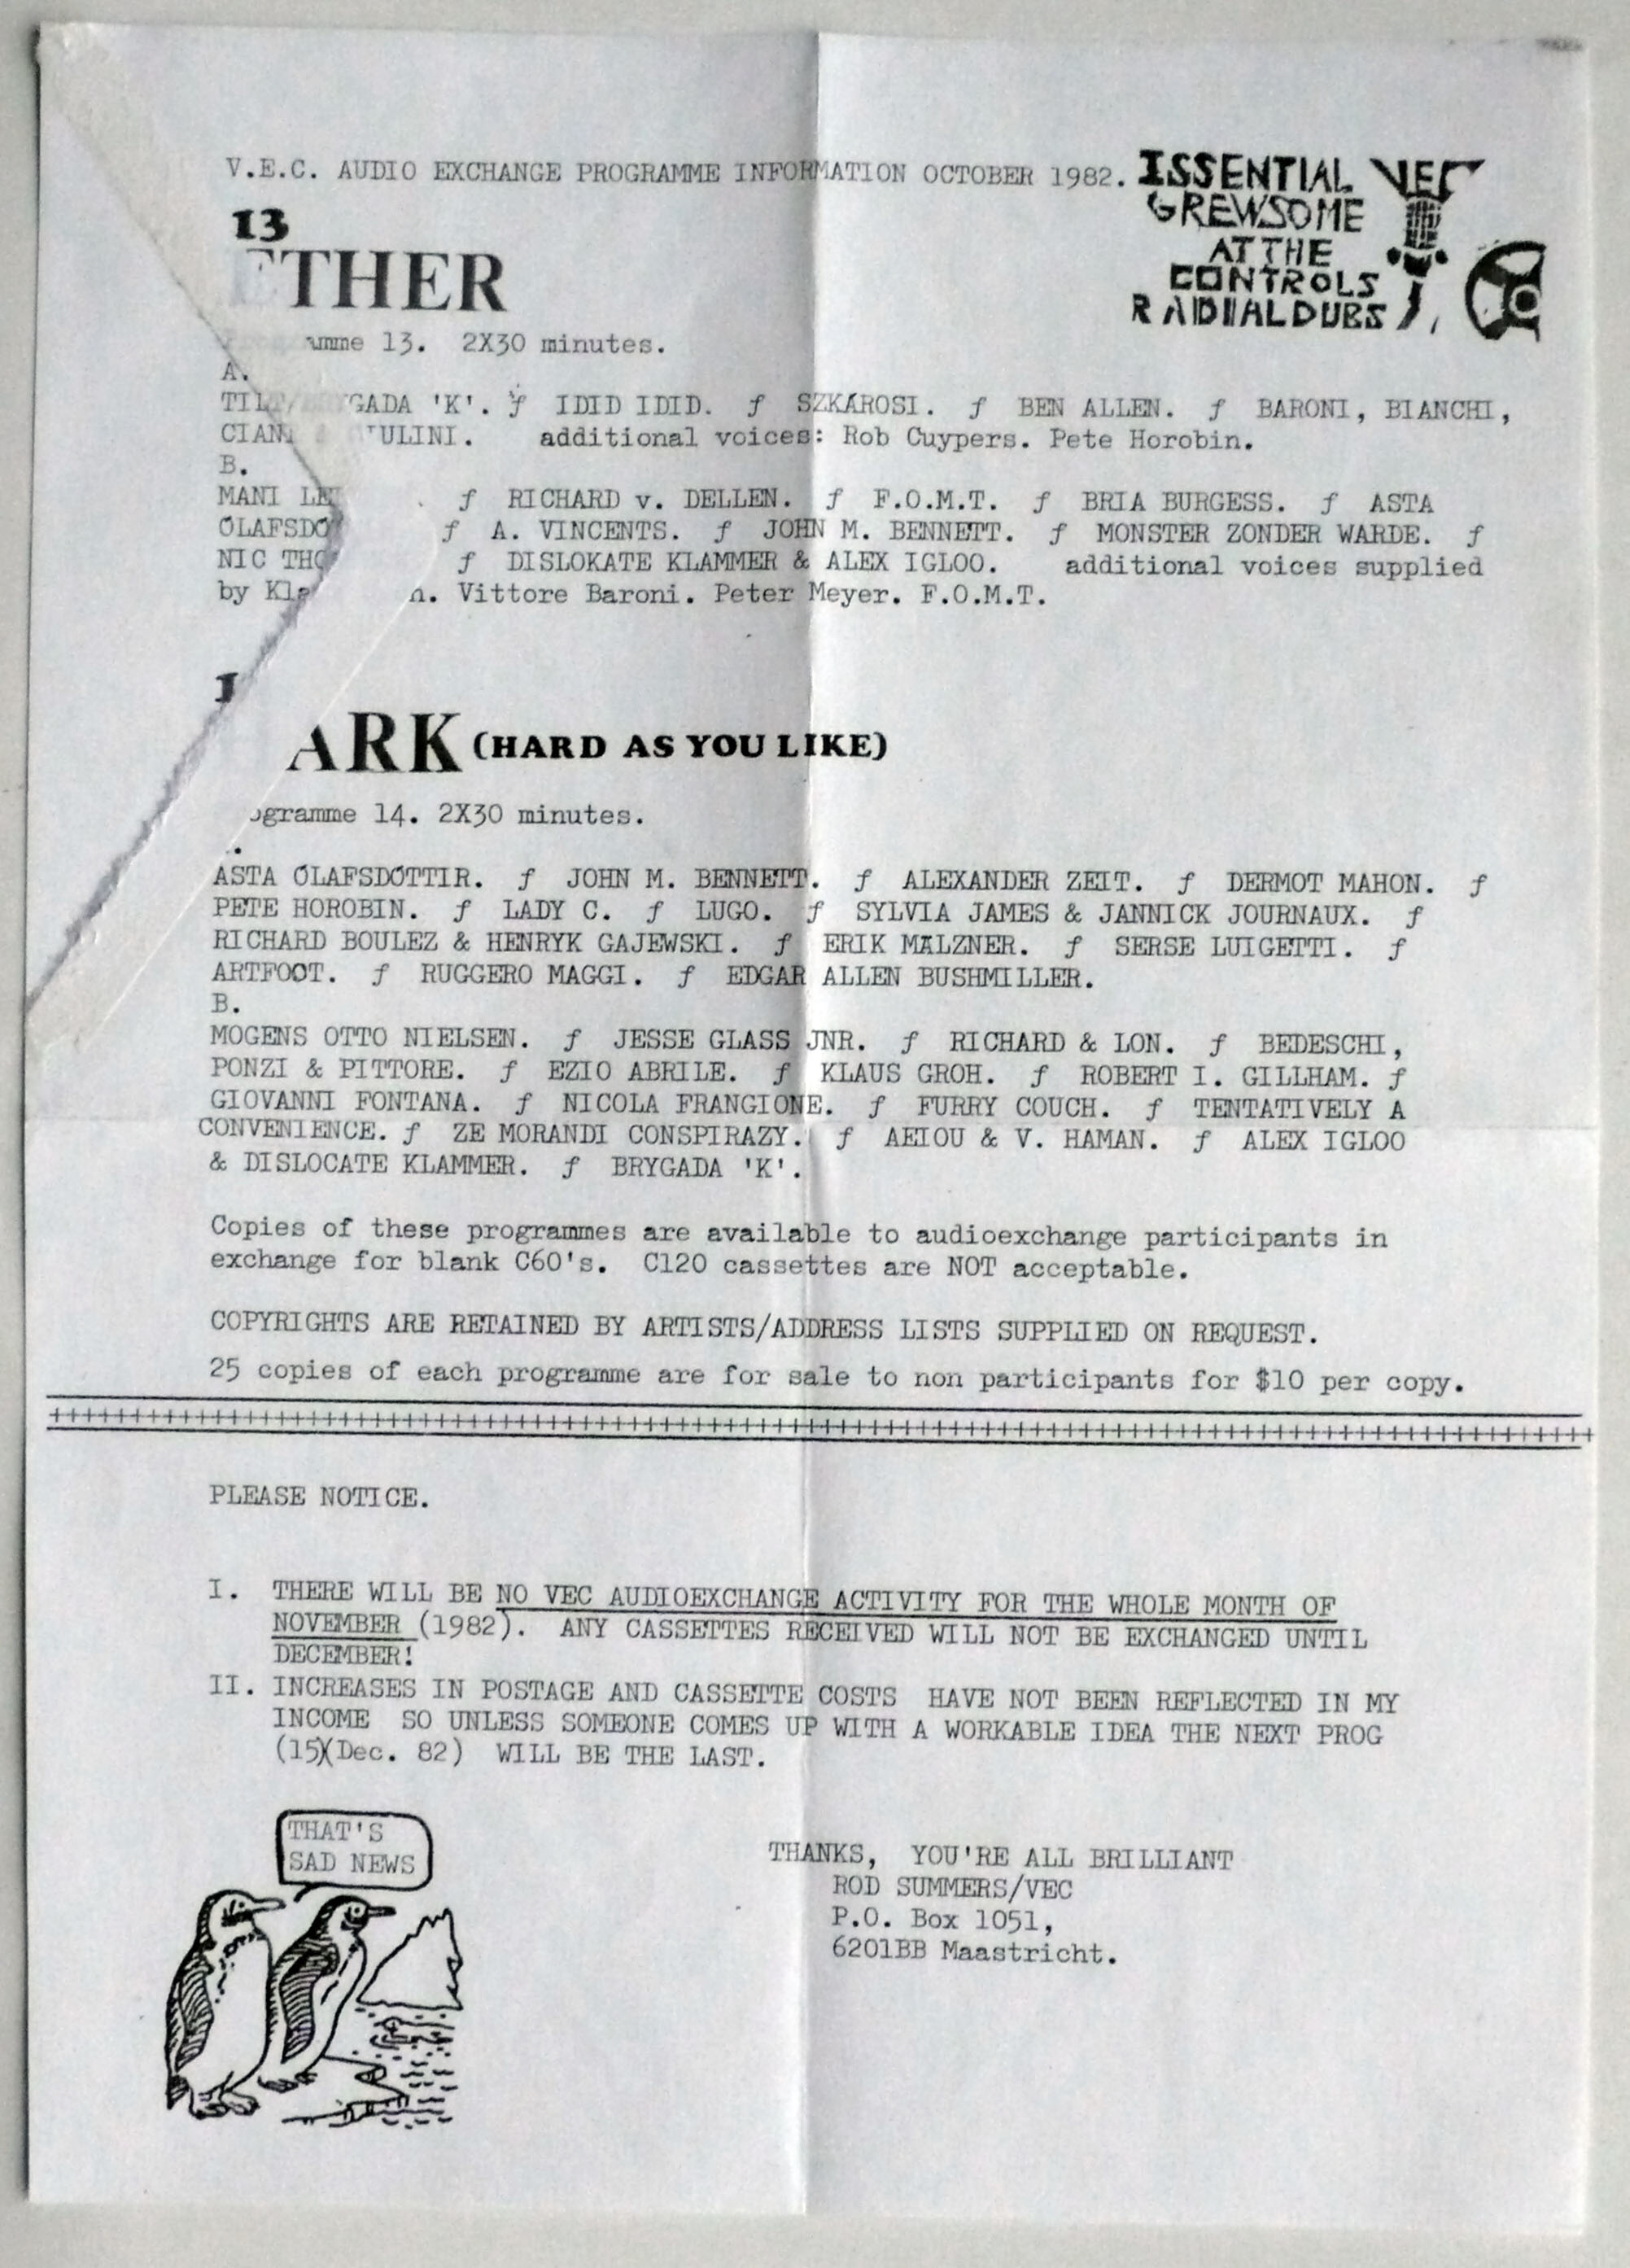 V.E.C. AUDIO EXCHANGE PROGRAMME INFORMATION OCTOBER 1982.
ISSENTIAL VEC
GREWSOME
AT THE
CONTROLS
RADIIALDUBS
13
ETHER
Programme 13. 2X30 minutes.
A.
'K'. ƒ IDID IDID. ƒ SZKÁROSI. ƒ BEN ALLEN. ƒ BARONI, BIANCHI,
additional voices: Rob Cuypers. Pete Horobin.
B.
MANI ƒ RICHARD v. DELLEN. ƒ F.O.M.T. ƒ BRIA BURGESS. ƒ ASTA
ƒ A. VINCENTS. ƒ JOHN M. BENNETT. ƒ MONSTER ZONDER WARDE. ƒ
NIC ƒ DISLOKATE KLAMMER & ALEX IGLOO. additional voices supplied
by Vittore Baroni. Peter Meyer. F.O.M.T.
ARK (HARD AS YOU LIKE)
ogramme 14. 2X30 minutes.
ASTA ÓLAFSDÓTTIR. ƒ JOHN M. BENNETT. ƒ ALEXANDER ZEIT. ƒ DERMOT MAHON. ƒ
PETE HOROBIN. ƒ LADY C. ƒ LUGO. ƒ SYLVIA JAMES & JANNICK JOURNAUX. ƒ
RICHARD BOULEZ & HENRYK GAJEWSKI. ƒ ERIK MÄLZNER. ƒ SERSE LUIGETTI. ƒ
ARTFOOT. ƒ RUGGERO MAGGI. ƒ EDGAR ALLEN BUSHMILLER.
B.
MOGENS OTTO NIELSEN. ƒ JESSE GLASS JNR. ƒ RICHARD & LON. ƒ BEDESCHI,
PONZI & PITTORE. ƒ EZIO ABRILE. ƒ KLAUS GROH. ƒ ROBERT I. GILLHAM. ƒ
GIOVANNI FONTANA. ƒ NICOLA FRANGIONE. ƒ FURRY COUCH. ƒ TENTATIVELY A
CONVENIENCE. ƒ ZE MORANDI CONSPIRAZY. ƒ AEIOU & V. HAMAN. ƒ ALEX IGLOO
& DISLOCATE KLAMMER. ƒ BRYGADA 'K'.
Copies of these programmes are available to audioexchange participants in
exchange for blank C60's. C120 cassettes are NOT acceptable.
COPYRIGHTS ARE RETAINED BY ARTISTS/ADDRESS LISTS SUPPLIED ON REQUEST.
25 copies of each programme are for sale to non participants for $10 per copy.
PLEASE NOTICE.
I. THERE WILL BE NO VEC AUDIOEXCHANGE ACTIVITY FOR THE WHOLE MONTH OF
NOVEMBER (1982). ANY CASSETTES RECEIVED WILL NOT BE EXCHANGED UNTIL
DECEMBER!
II. INCREASES IN POSTAGE AND CASSETTE COSTS HAVE NOT BEEN REFLECTED IN MY
INCOME SO UNLESS SOMEONE COMES UP WITH A WORKABLE IDEA THE NEXT PROG
(15)(Dec. 82) WILL BE THE LAST.
THAT'S
SAD NEWS
THANKS, YOU'RE ALL BRILLIANT
ROD SUMMERS/VEC
P.O. Box 1051,
6201BB Maastricht.